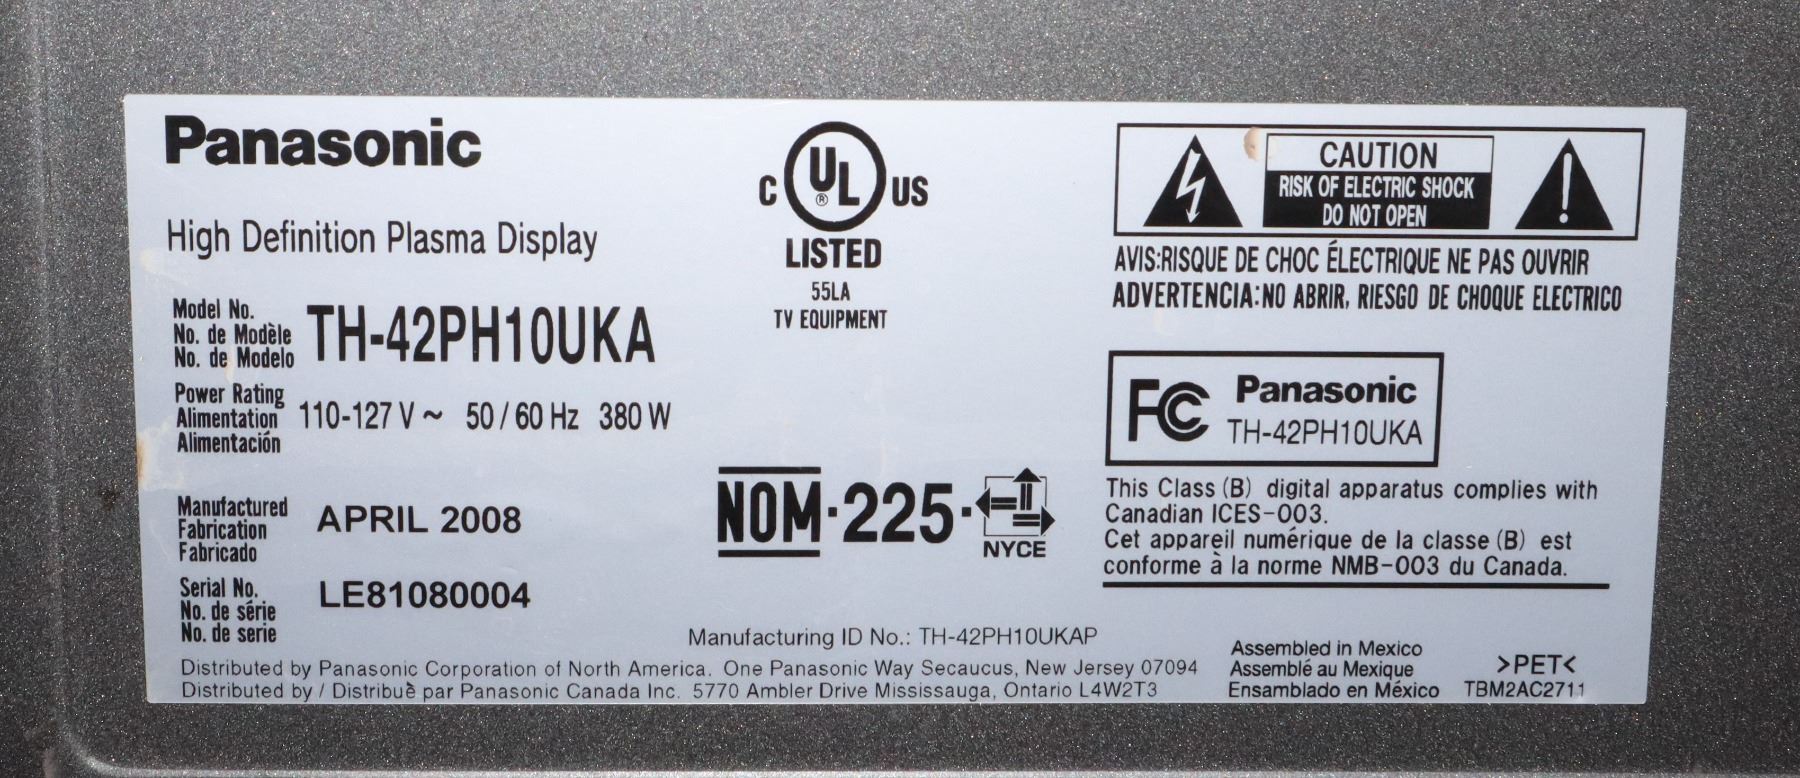 Panasonic
High Definition Plasma Display
Model No.
No. de Modèle
No. de Modelo
TH-42PH10UKA
Power Rating
Alimentation
Alimentación
110-127 V ~ 50 / 60 Hz 380 W
Manufactured
Fabrication
Fabricado
APRIL 2008
Serial No.
No. de série
No. de serie
LE81080004
C UL ® US
LISTED
55LA
TV EQUIPMENT
NOM·225·
NYCE
CAUTION
RISK OF ELECTRIC SHOCK
DO NOT OPEN
AVIS:RISQUE DE CHOC ÉLECTRIQUE NE PAS OUVRIR
ADVERTENCIA:NO ABRIR, RIESGO DE CHOQUE ELECTRICO
FC Panasonic
TH-42PH10UKA
This Class (B) digital apparatus complies with
Canadian ICES-003.
Cet appareil numérique de la classe (B) est
conforme à la norme NMB-003 du Canada.
Manufacturing ID No.: TH-42PH10UKAP
Distributed by Panasonic Corporation of North America. One Panasonic Way Secaucus, New Jersey 07094
Distributed by / Distribuè par Panasonic Canada Inc. 5770 Ambler Drive Mississauga, Ontario L4W2T3
Assembled in Mexico
Assemblé au Mexique
Ensamblado en México
>PET<
TBM2AC2711